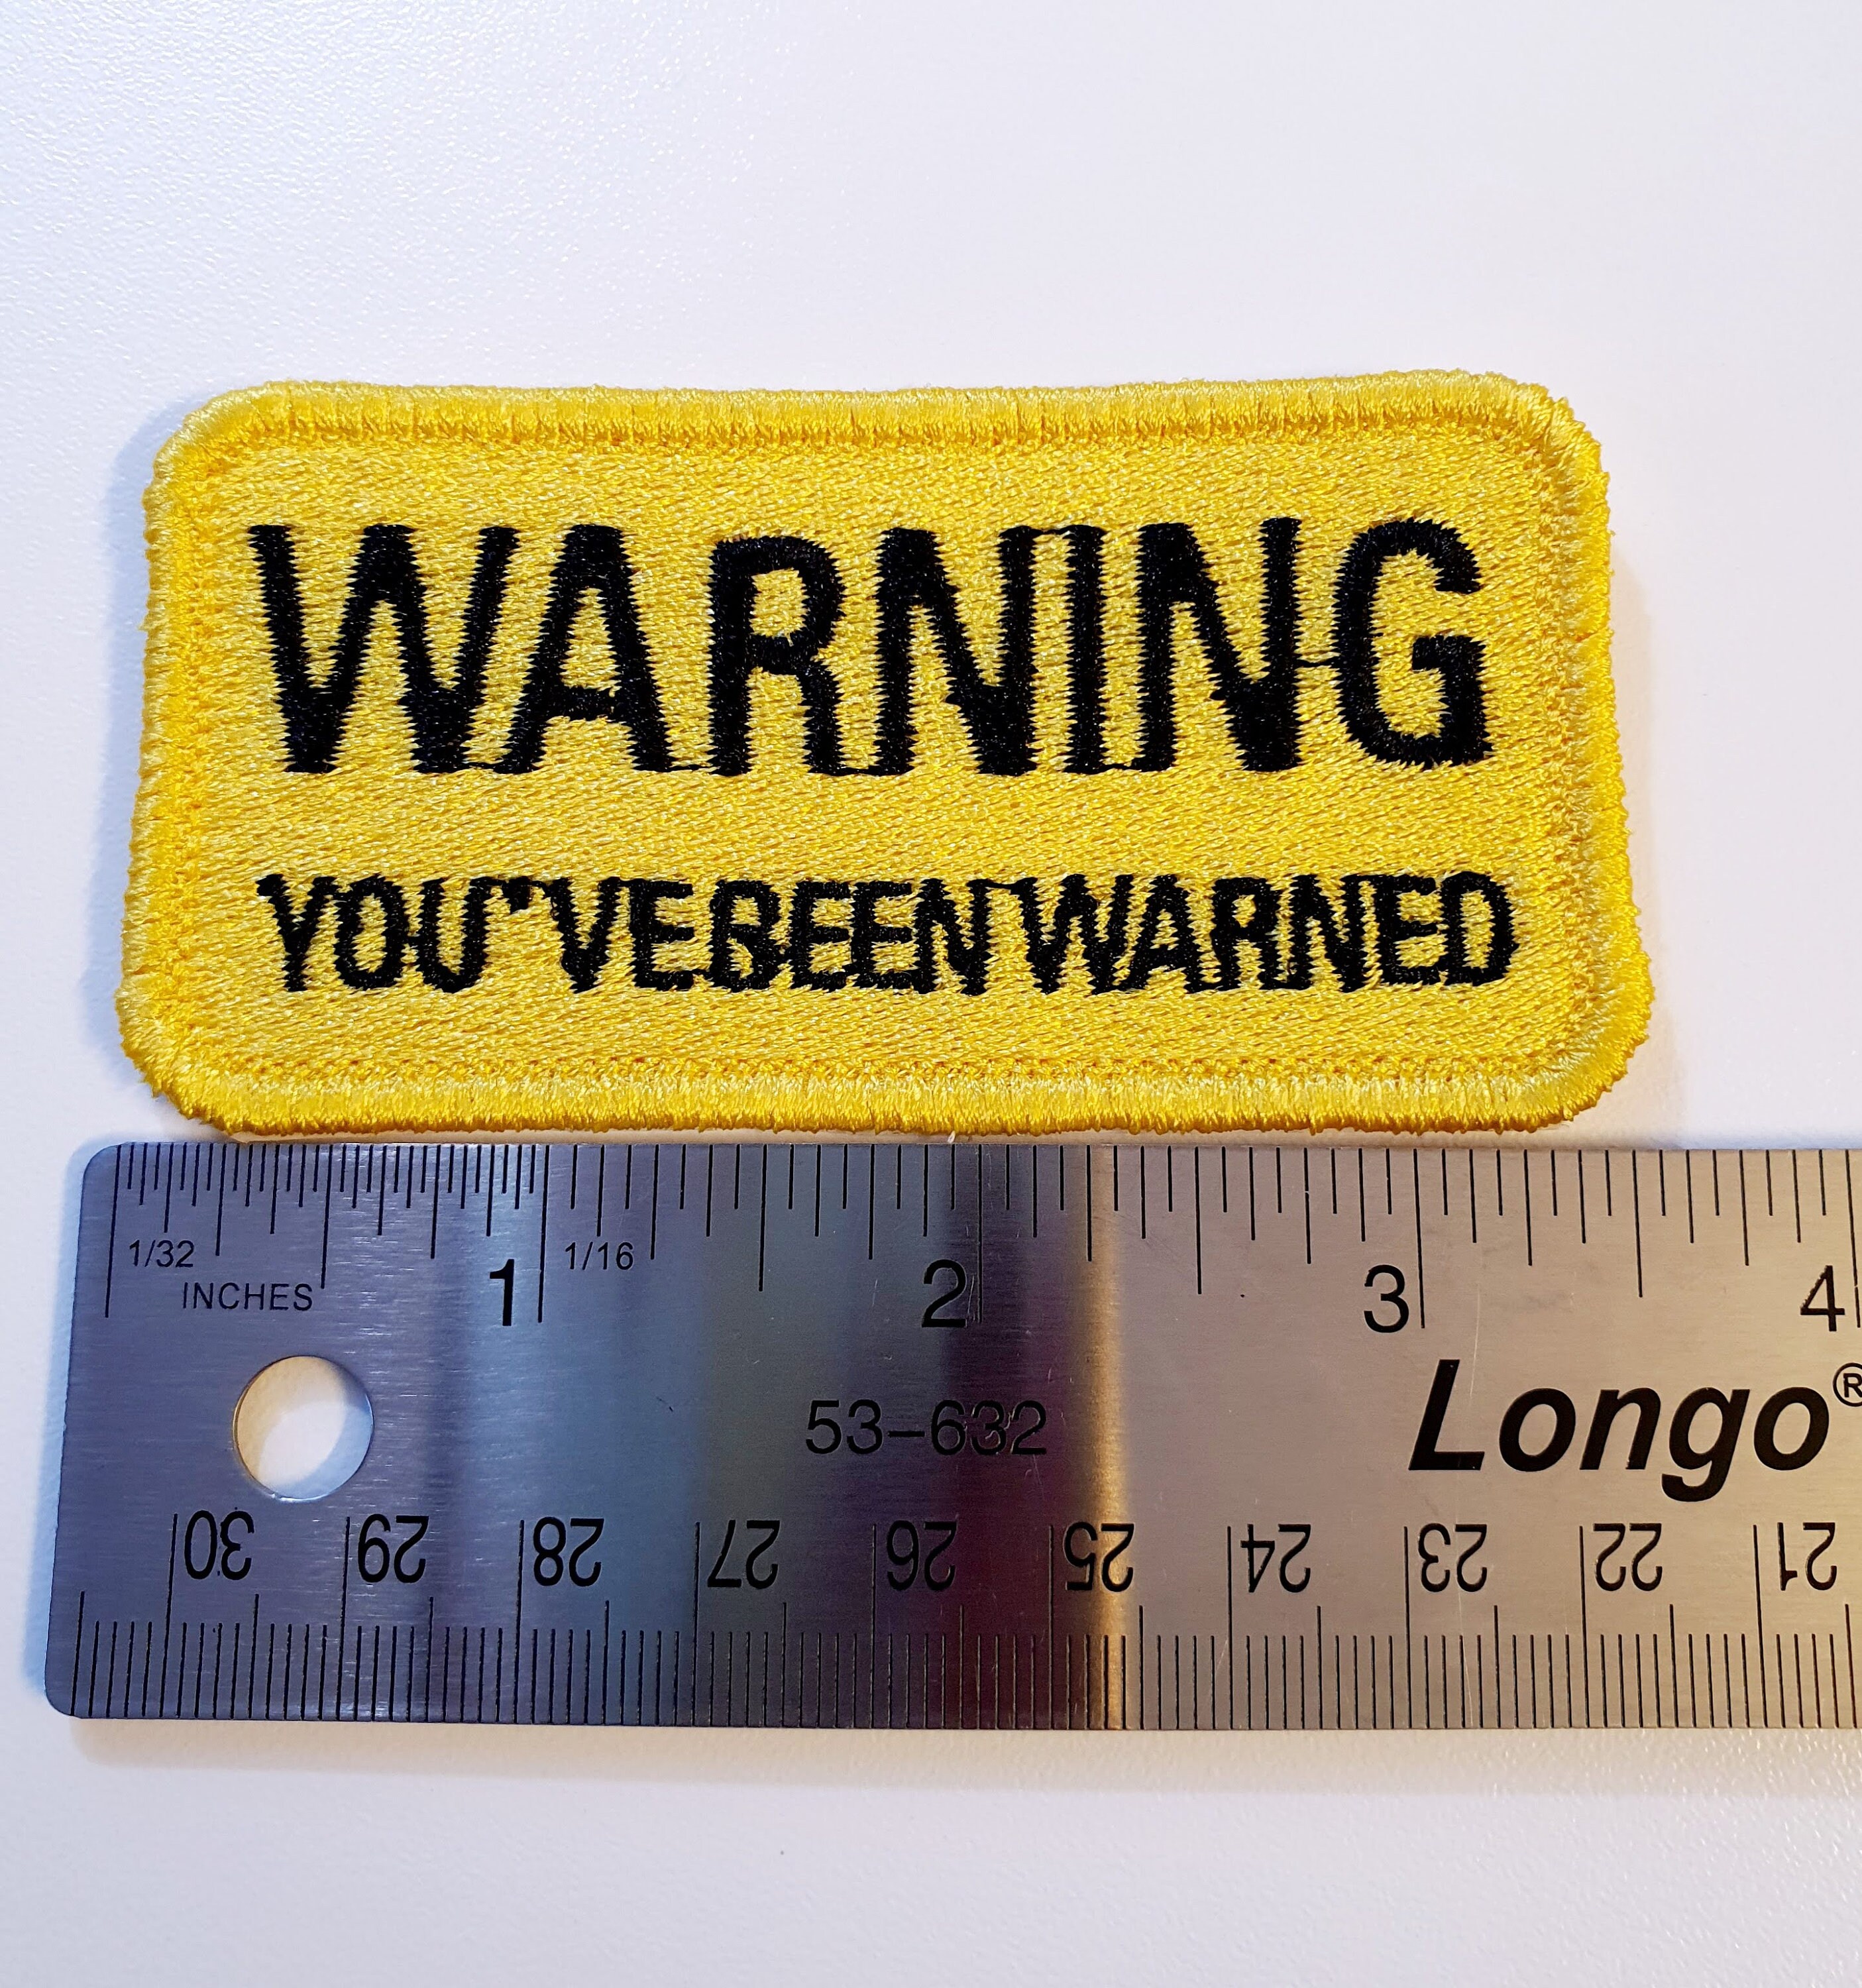 WARNING
YOU"VE BEEN WARNED
1/32 1/16
INCHES
1 2 3 4
Longo®
53-632
30 29 28 27 26 25 24 23 22 21